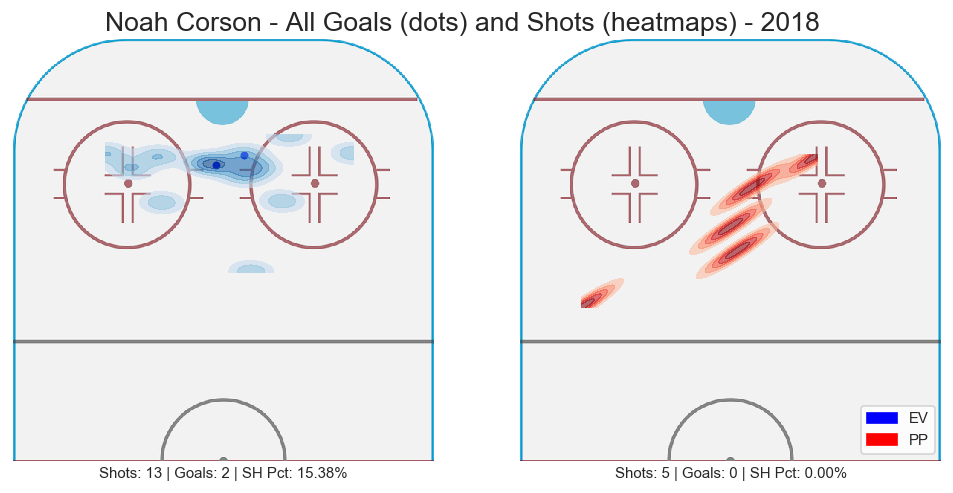 Noah Corson - All Goals (dots) and Shots (heatmaps) - 2018
EV
PP
Shots: 13 | Goals: 2 | SH Pct: 15.38%
Shots: 5 | Goals: 0 | SH Pct: 0.00%